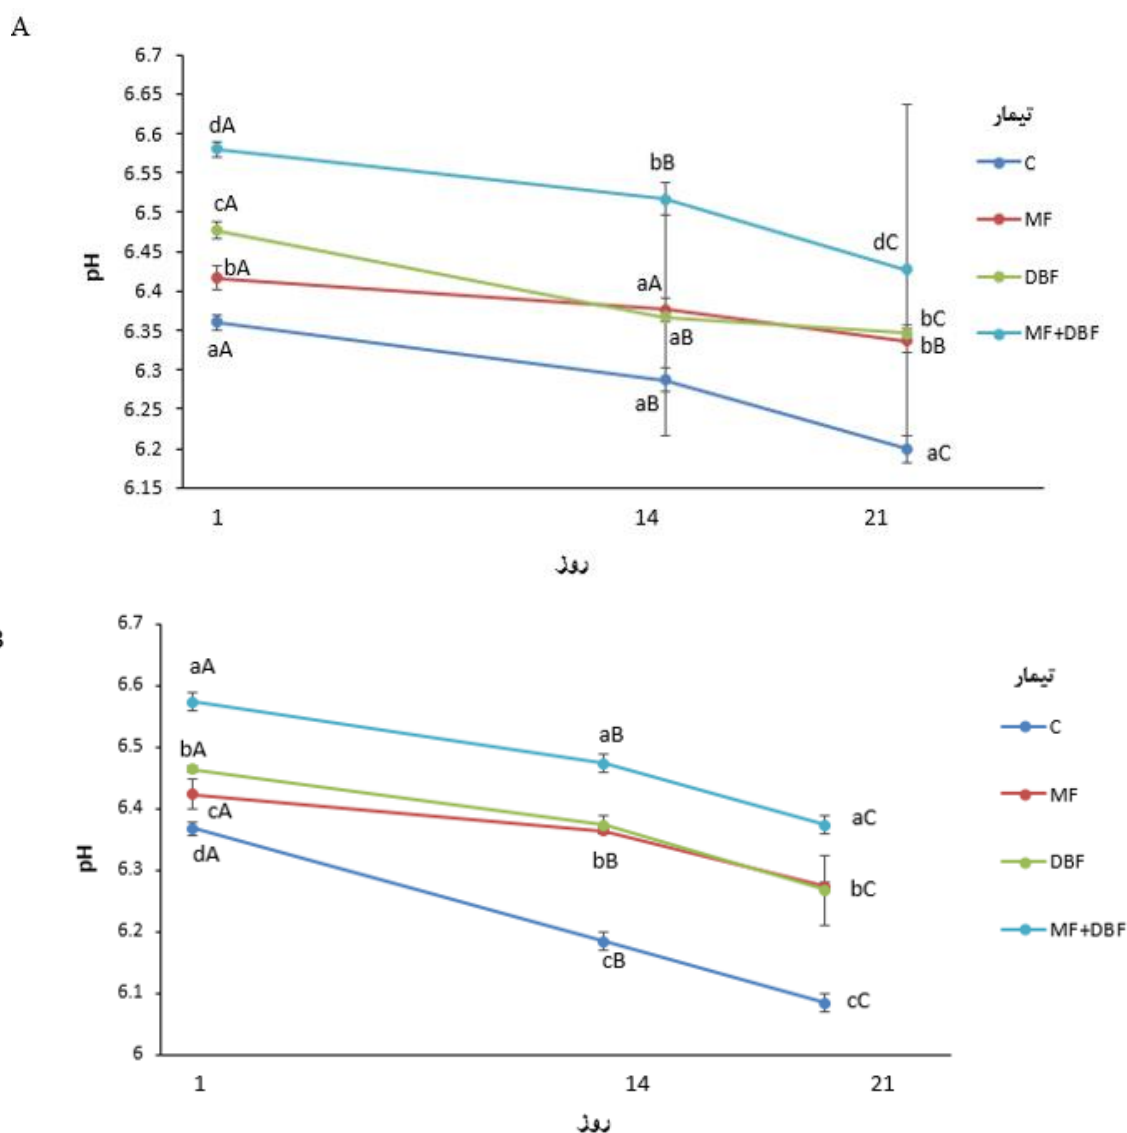 A
6.7
6.65
6.6
6.55
6.5
6.45
6.4
6.35
6.3
6.25
6.2
6.15
pH
dA
cA
bA
aA
bB
aA
aB
aB
dC
bC
bB
aC
1 14 21
روز
تیمار
C
MF
DBF
MF+DBF
6.7
6.6
6.5
6.4
6.3
6.2
6.1
6
pH
aA
bA
cA
dA
aB
bB
cB
aC
bC
cC
1 14 21
روز
تیمار
C
MF
DBF
MF+DBF